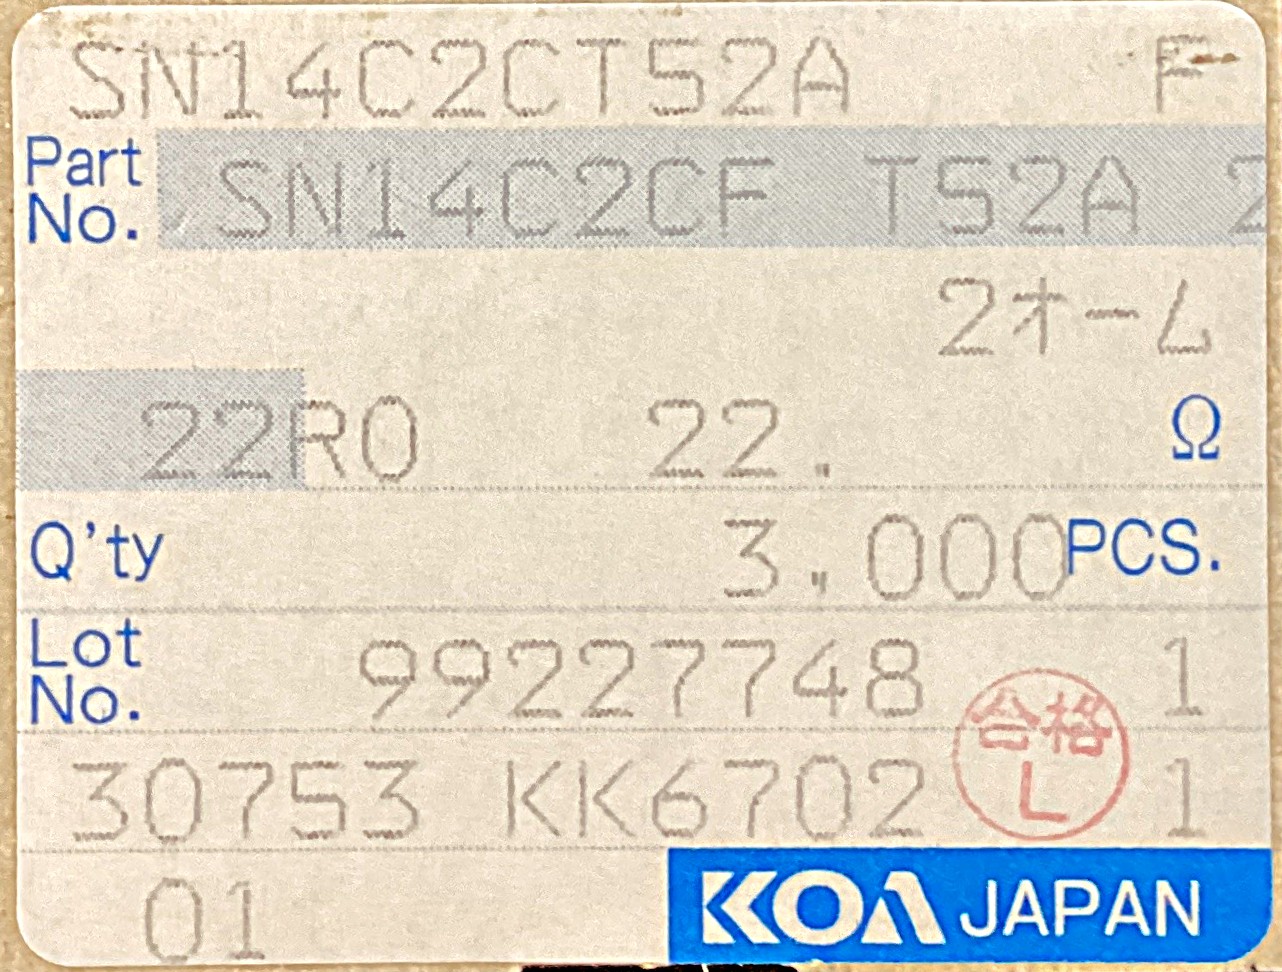 SN14C2CT52A F
Part No. SN14C2CF T52A 2
2オーム
22R0 22. Ω
Q'ty 3,000 PCS.
Lot No. 99227748 1
合格
L
30753 KK6702 1
01
KOA JAPAN